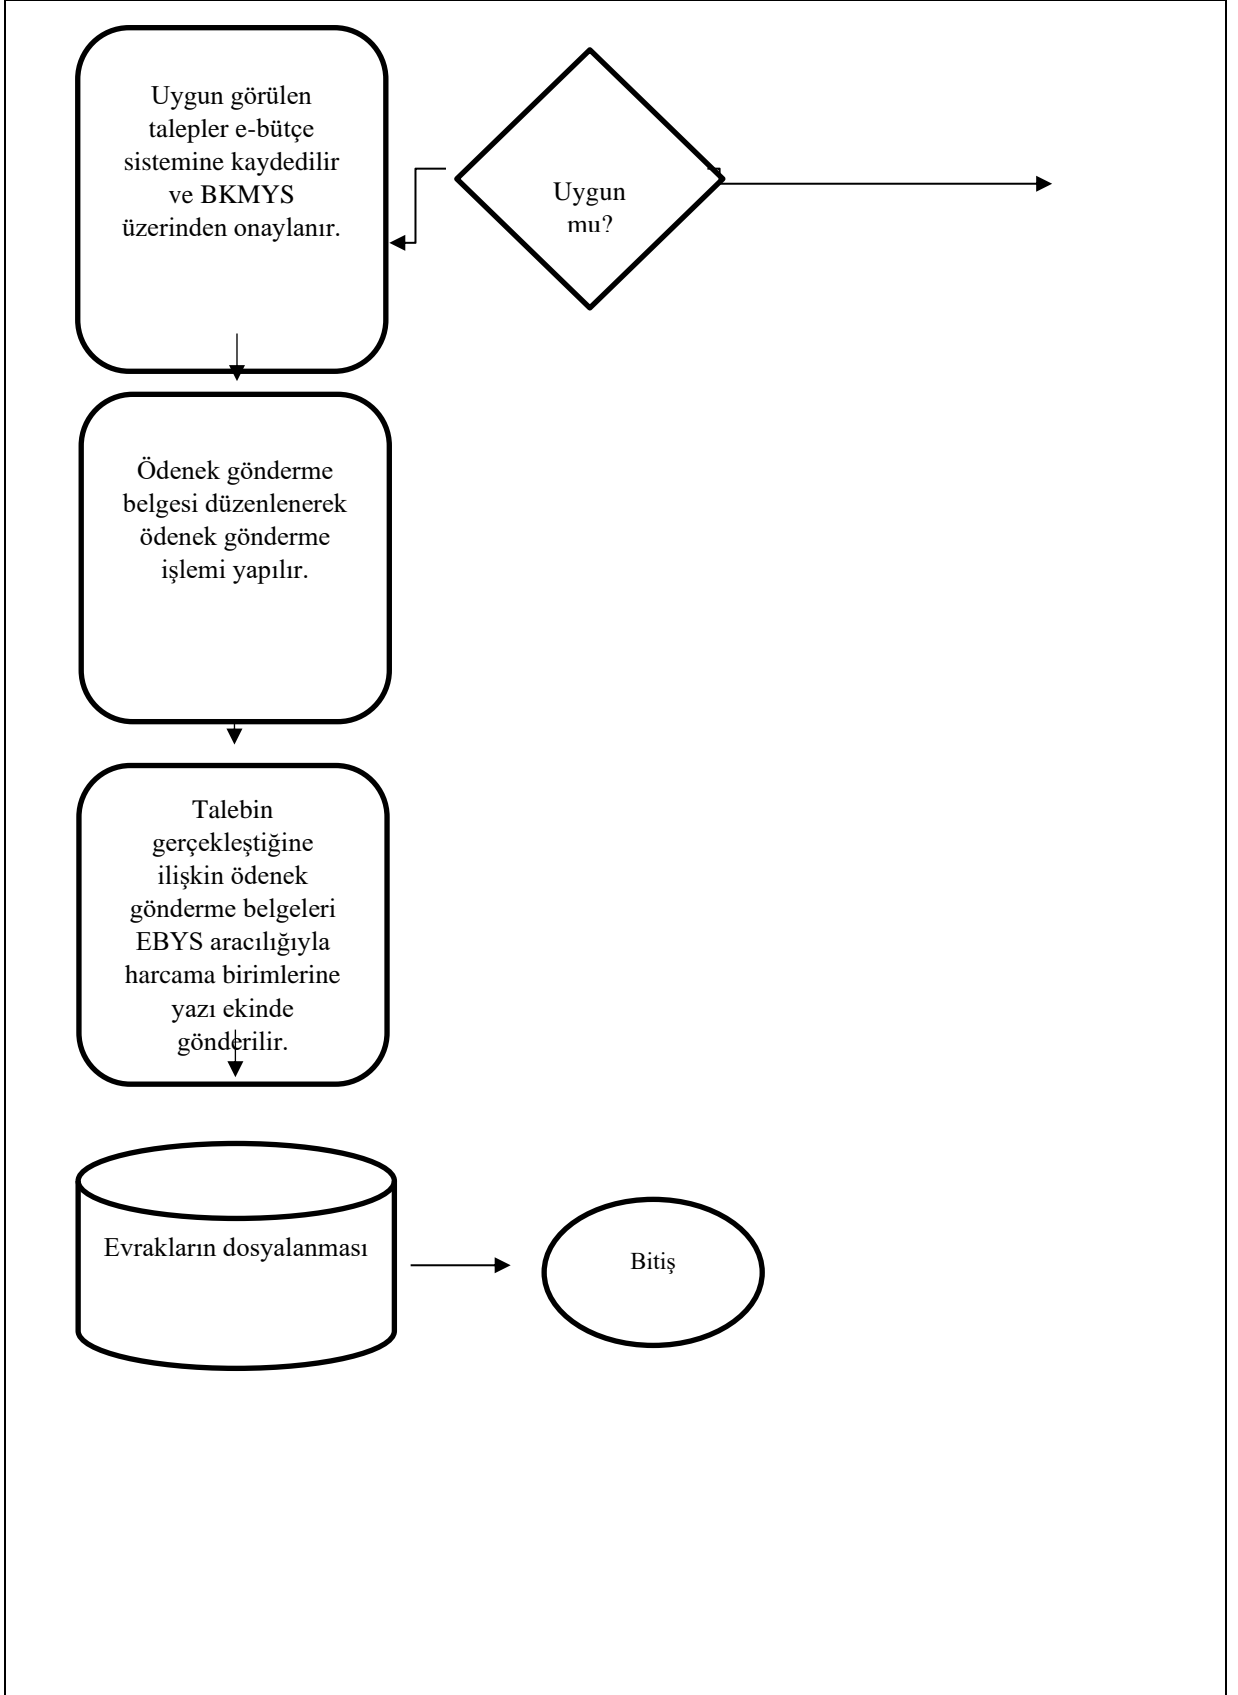 Uygun görülen
talepler e-bütçe
sistemine kaydedilir
ve BKMYS
üzerinden onaylanır.
Uygun
mu?
Ödenek gönderme
belgesi düzenlenerek
ödenek gönderme
işlemi yapılır.
Talebin
gerçekleştiğine
ilişkin ödenek
gönderme belgeleri
EBYS aracılığıyla
harcama birimlerine
yazı ekinde
gönderilir.
Evrakların dosyalanması
Bitiş